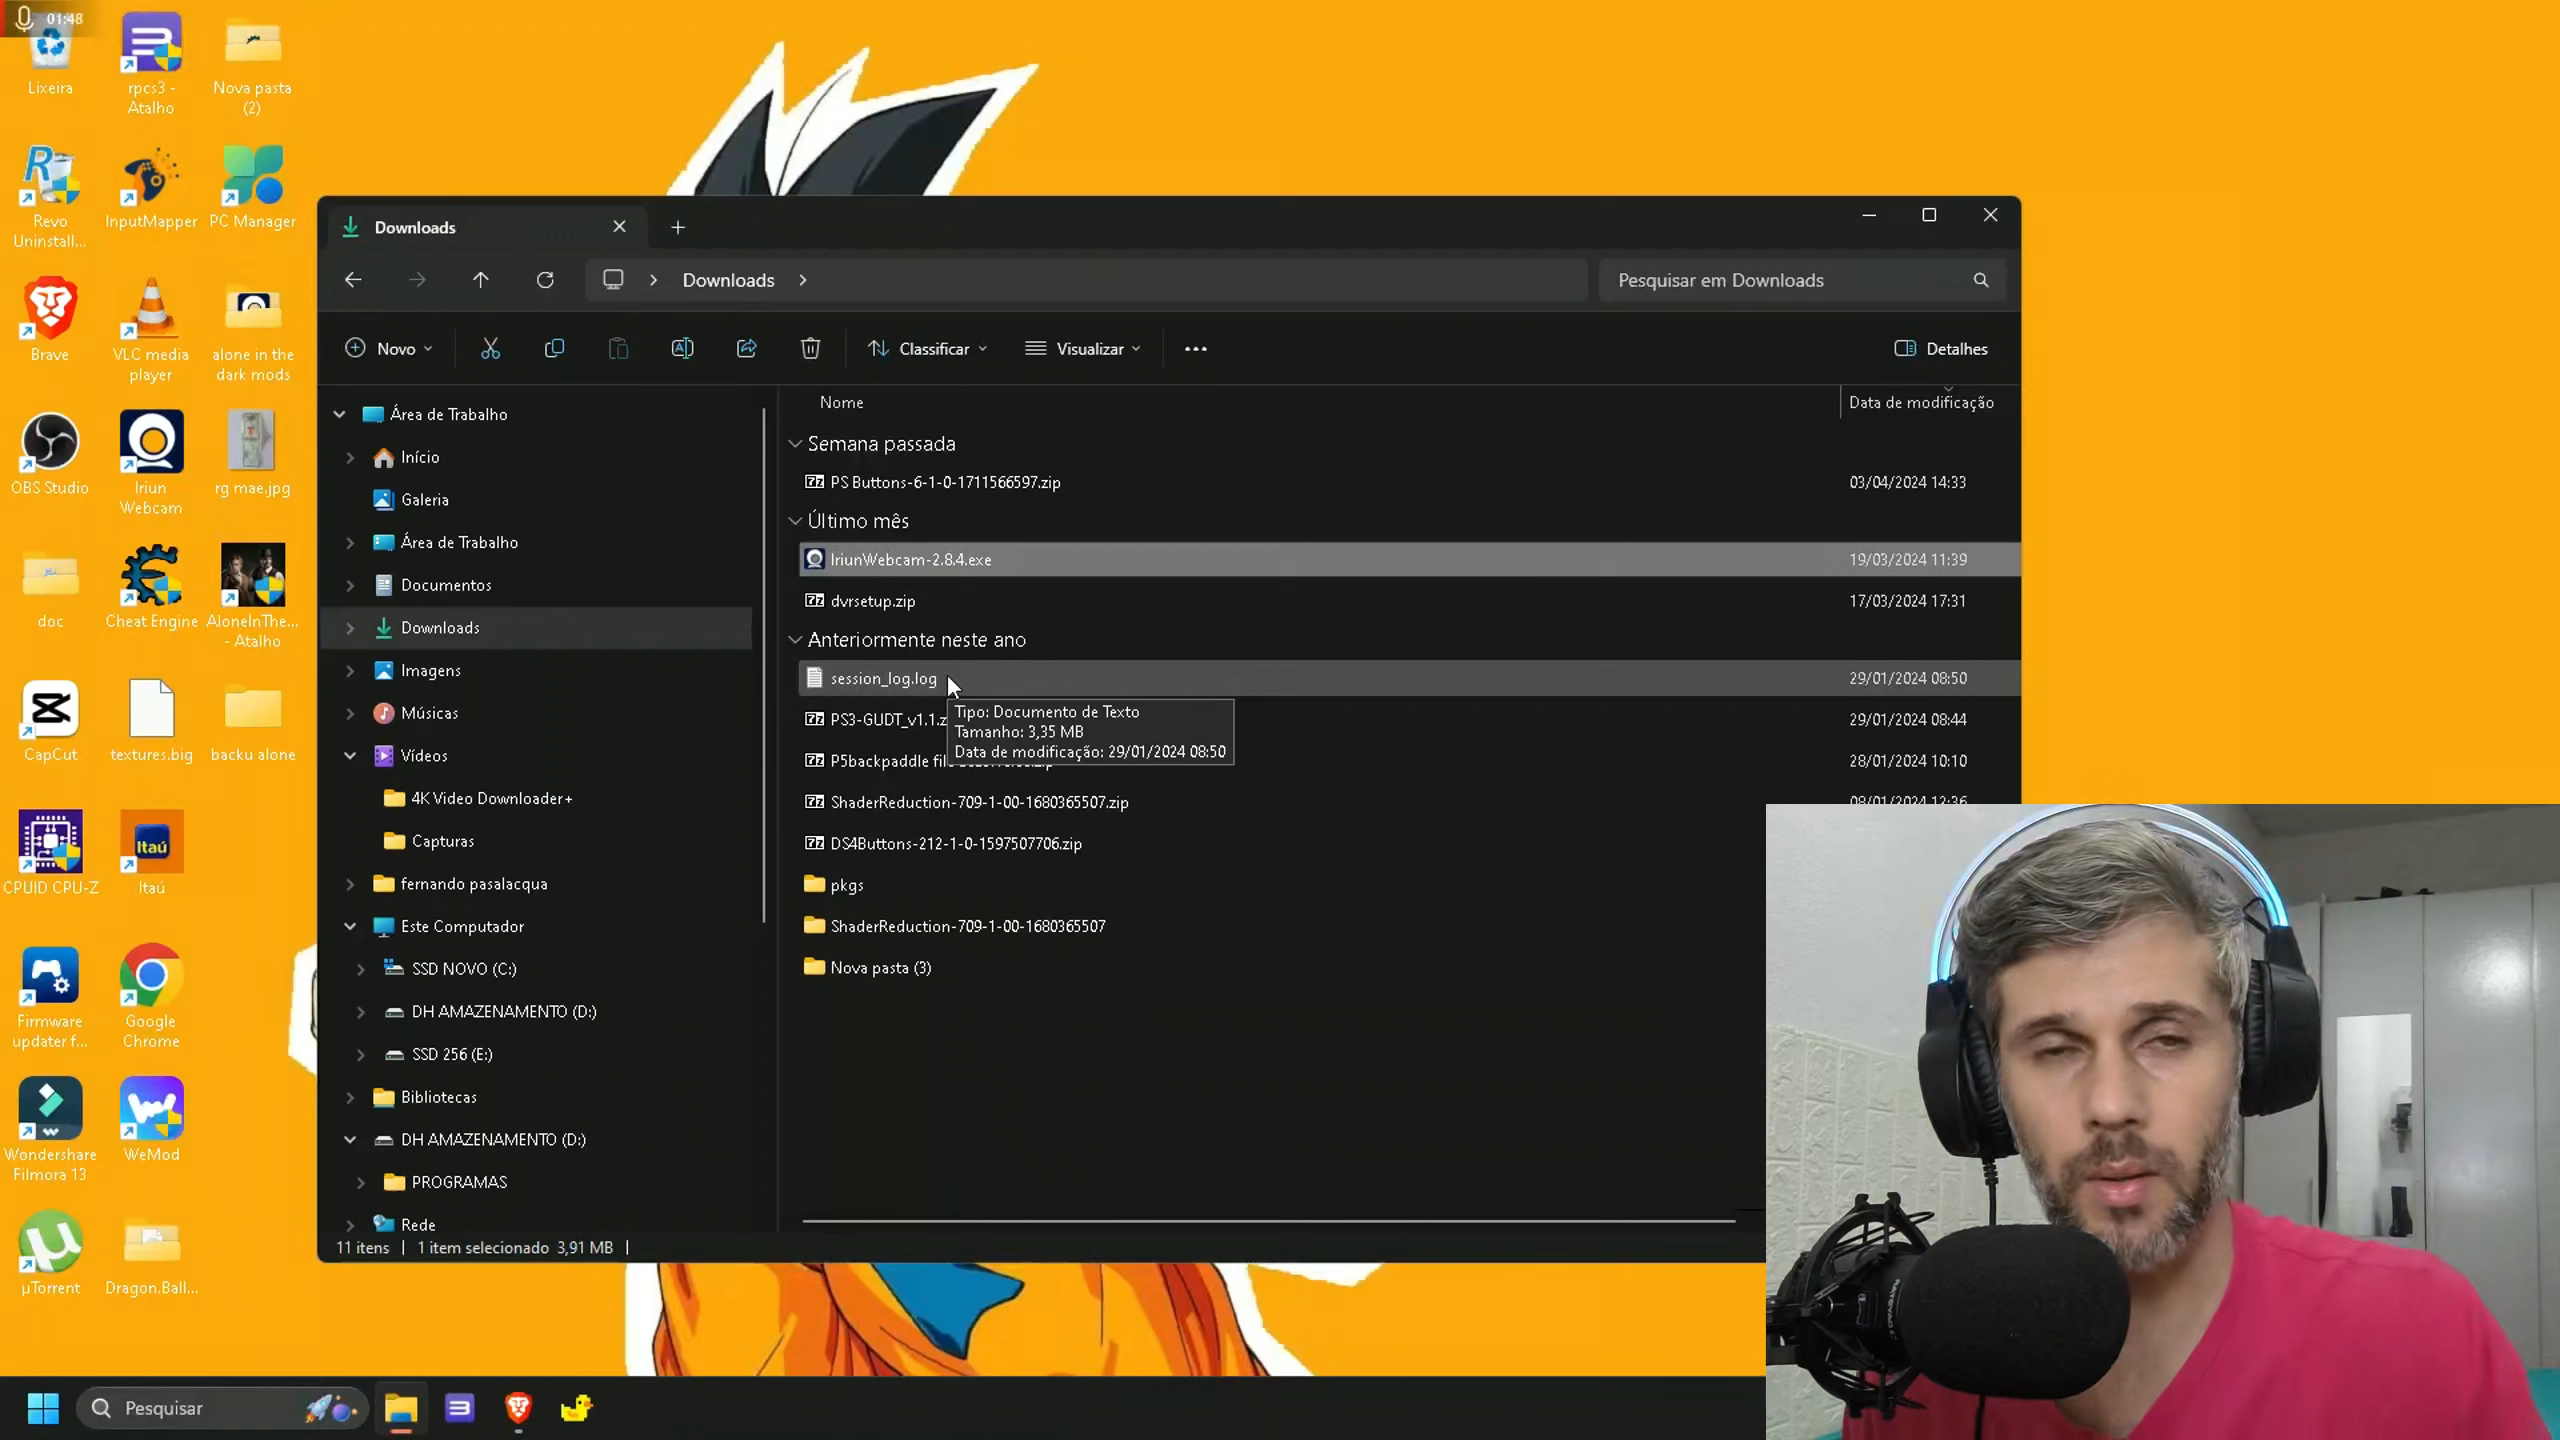 01:48
Lixeira
rpcs3 -
Atalho
Nova pasta
(2)
Revo
Uninstall...
InputMapper
PC Manager
Brave
VLC media
player
alone in the
dark mods
OBS Studio
Iriun
Webcam
rg mae.jpg
doc
Cheat Engine
AloneInThe...
- Atalho
CapCut
textures.big
backu alone
CPUID CPU-Z
Itaú
Itaú
Firmware
updater f...
Google
Chrome
Wondershare
Filmora 13
WeMod
µTorrent
Dragon.Ball...
Downloads
Downloads
Pesquisar em Downloads
Novo
Classificar
Visualizar
Detalhes
Área de Trabalho
Início
Galeria
Área de Trabalho
Documentos
Downloads
Imagens
Músicas
Vídeos
4K Video Downloader+
Capturas
fernando pasalacqua
Este Computador
SSD NOVO (C:)
DH AMAZENAMENTO (D:)
SSD 256 (E:)
Bibliotecas
DH AMAZENAMENTO (D:)
PROGRAMAS
Rede
Nome
Data de modificação
Semana passada
PS Buttons-6-1-0-1711566597.zip 03/04/2024 14:33
Último mês
IriunWebcam-2.8.4.exe 19/03/2024 11:39
dvrsetup.zip 17/03/2024 17:31
Anteriormente neste ano
session_log.log 29/01/2024 08:50
PS3-GUDT_v1.1.z 29/01/2024 08:44
Tipo: Documento de Texto
Tamanho: 3,35 MB
Data de modificação: 29/01/2024 08:50
P5backpaddle fil 28/01/2024 10:10
ShaderReduction-709-1-00-1680365507.zip
DS4Buttons-212-1-0-1597507706.zip
pkgs
ShaderReduction-709-1-00-1680365507
Nova pasta (3)
11 itens | 1 item selecionado 3,91 MB |
Pesquisar